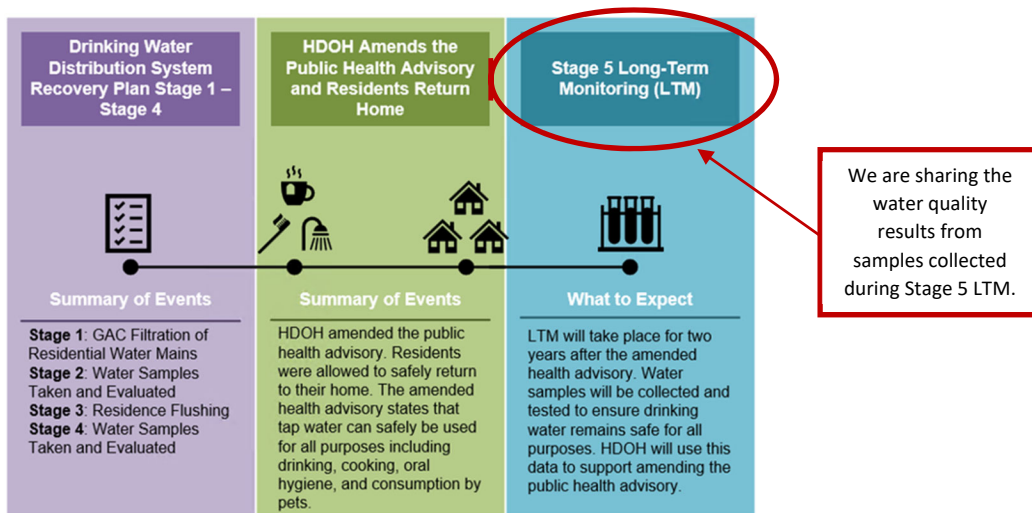 Drinking Water
Distribution System
Recovery Plan Stage 1 –
Stage 4
Summary of Events
Stage 1: GAC Filtration of
Residential Water Mains
Stage 2: Water Samples
Taken and Evaluated
Stage 3: Residence Flushing
Stage 4: Water Samples
Taken and Evaluated
HDOH Amends the
Public Health Advisory
and Residents Return
Home
Summary of Events
HDOH amended the public
health advisory. Residents
were allowed to safely return
to their home. The amended
health advisory states that
tap water can safely be used
for all purposes including
drinking, cooking, oral
hygiene, and consumption by
pets.
Stage 5 Long-Term
Monitoring (LTM)
What to Expect
LTM will take place for two
years after the amended
health advisory. Water
samples will be collected and
tested to ensure drinking
water remains safe for all
purposes. HDOH will use this
data to support amending the
public health advisory.
We are sharing the
water quality
results from
samples collected
during Stage 5 LTM.